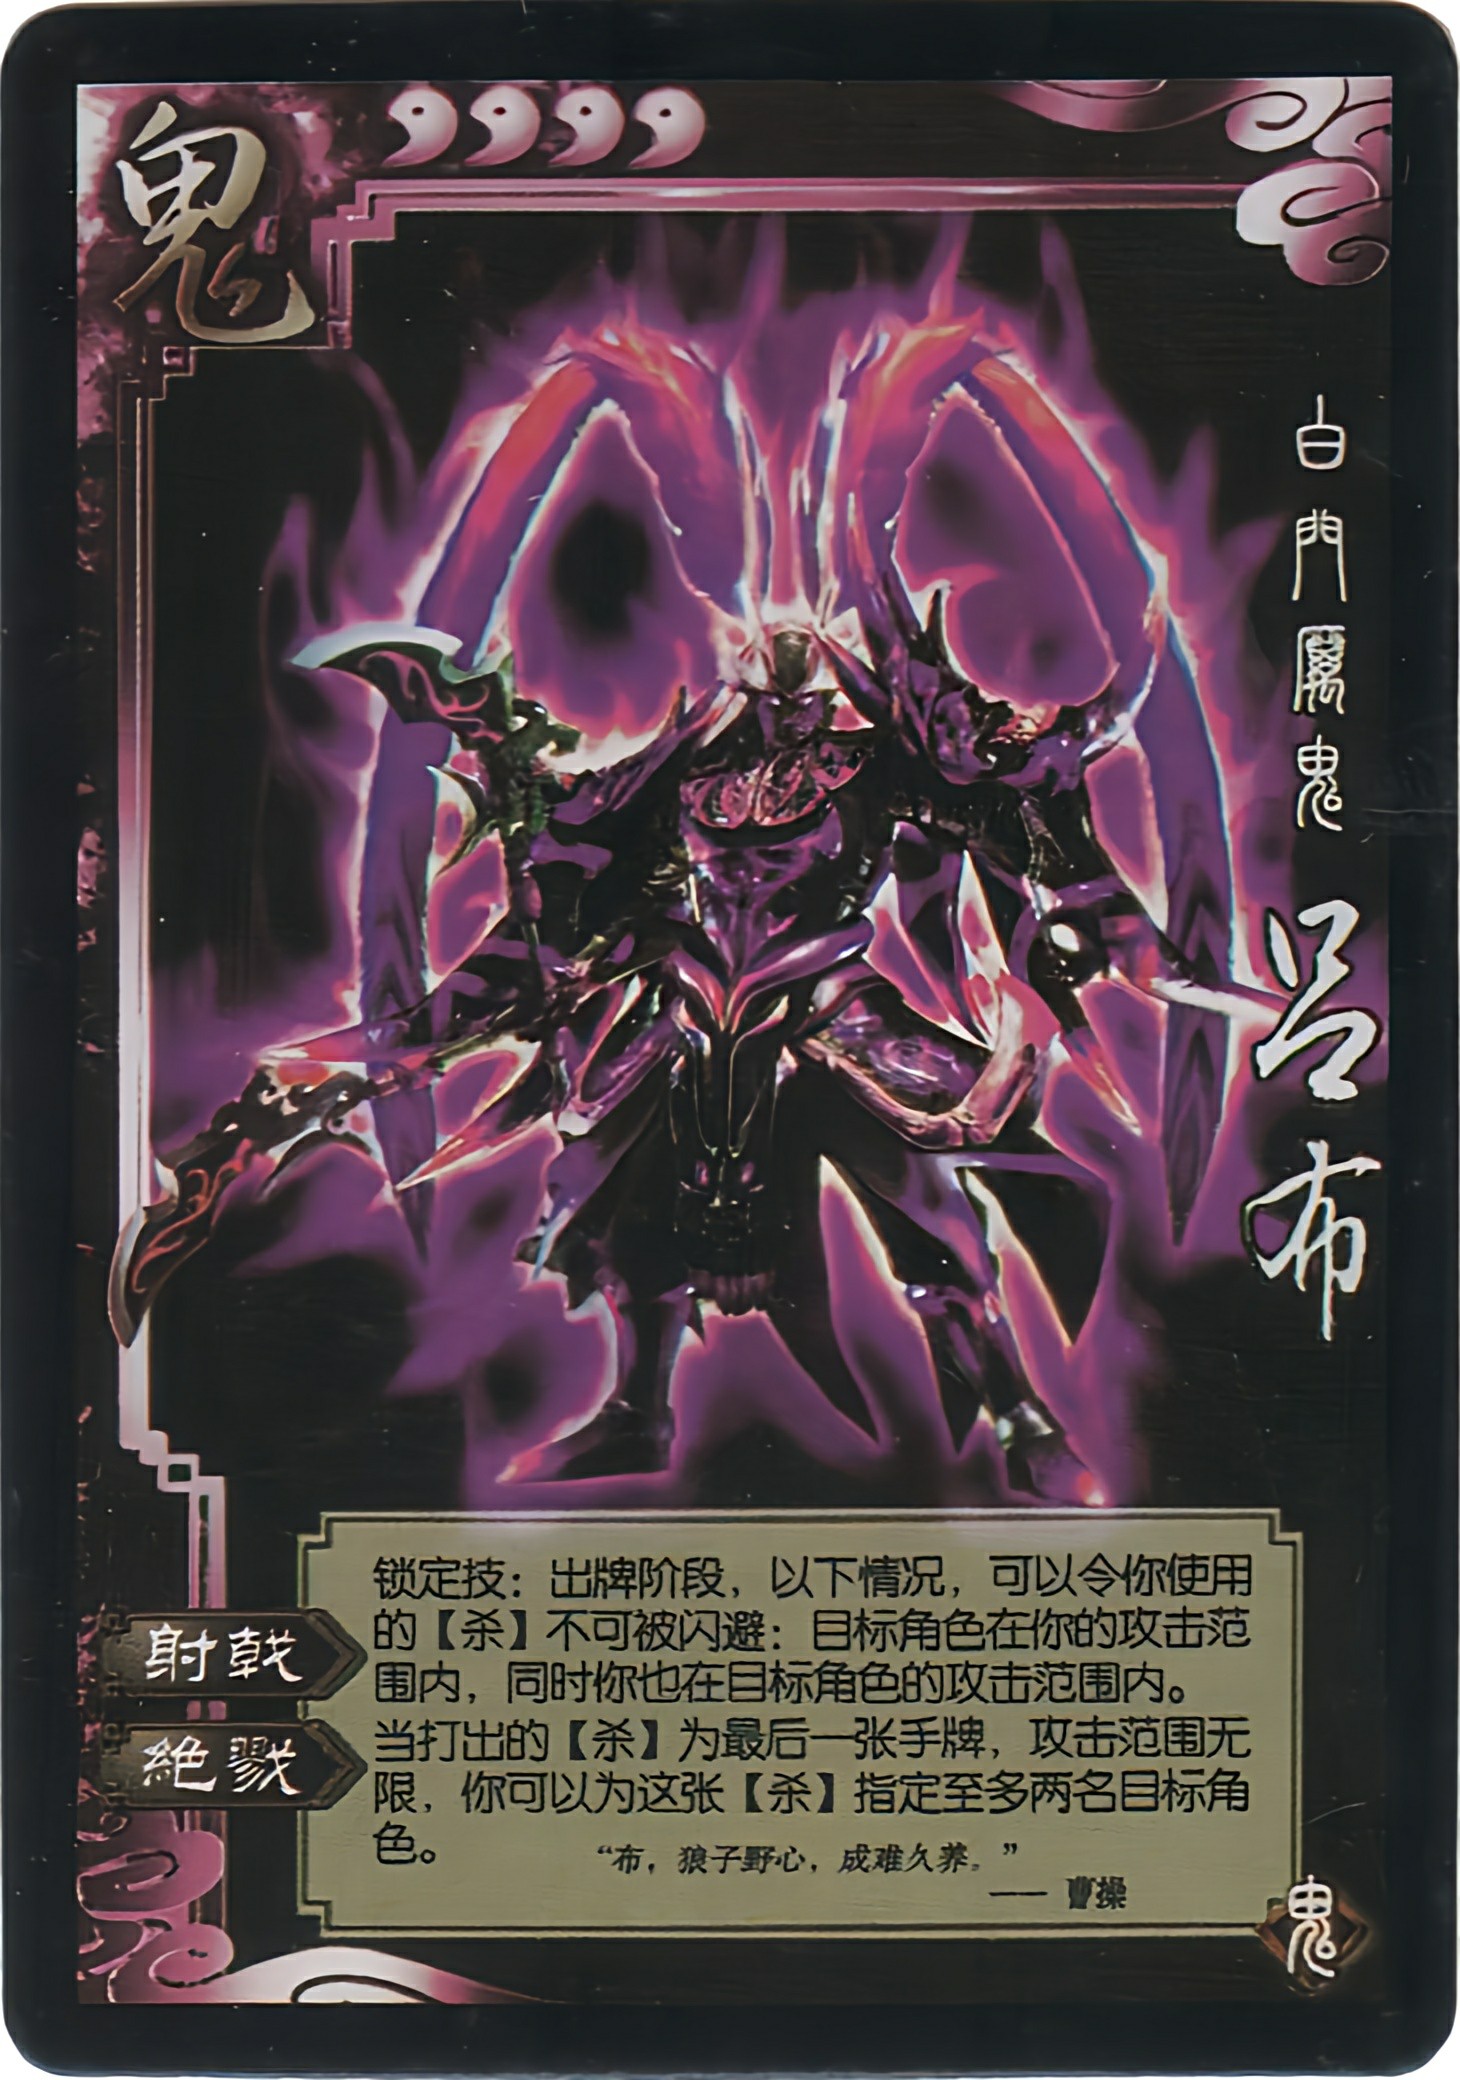 鬼
白門厲鬼
呂布
射戟
锁定技：出牌阶段，以下情况，可以令你使用
的【杀】不可被闪避：目标角色在你的攻击范
围内，同时你也在目标角色的攻击范围内。
絕戮
当打出的【杀】为最后一张手牌，攻击范围无
限，你可以为这张【杀】指定至多两名目标角
色。
“布，狼子野心，成难久养。”
—— 曹操
鬼